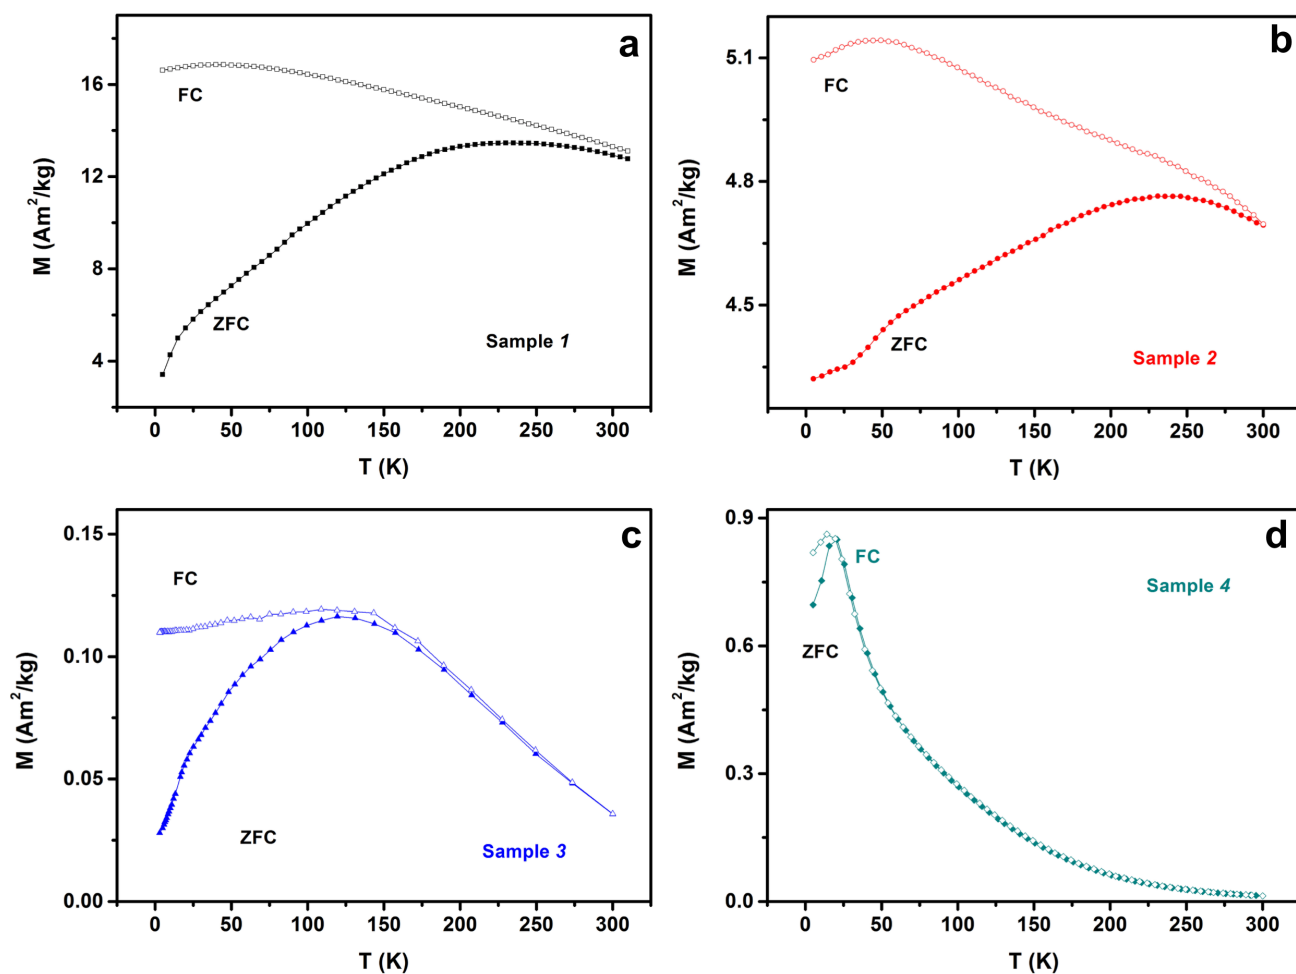 a
16
12
8
4
M (Am²/kg)
FC
ZFC
Sample 1
0 50 100 150 200 250 300
T (K)
b
5.1
4.8
4.5
M (Am²/kg)
FC
ZFC
Sample 2
0 50 100 150 200 250 300
T (K)
c
0.15
0.10
0.05
0.00
M (Am²/kg)
FC
ZFC
Sample 3
0 50 100 150 200 250 300
T (K)
d
0.9
0.6
0.3
0.0
M (Am²/kg)
FC
ZFC
Sample 4
0 50 100 150 200 250 300
T (K)